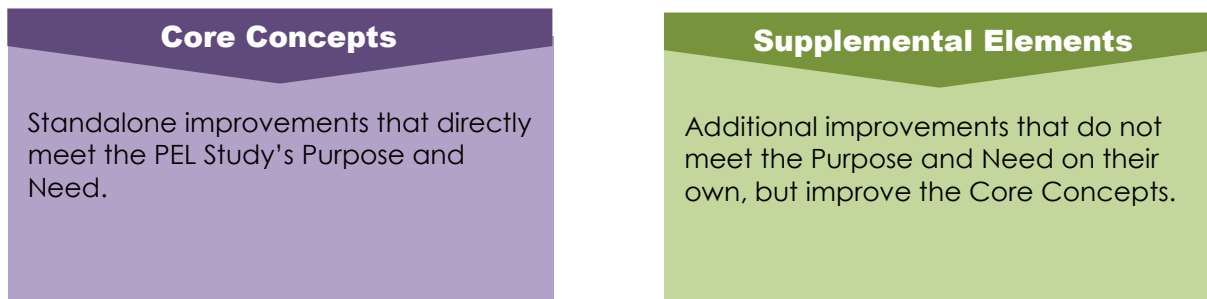 Core Concepts
Standalone improvements that directly
meet the PEL Study’s Purpose and
Need.
Supplemental Elements
Additional improvements that do not
meet the Purpose and Need on their
own, but improve the Core Concepts.